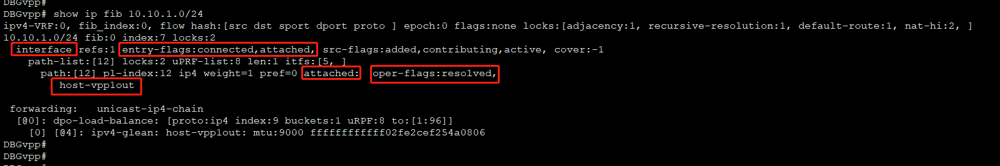 DBGvpp#
DBGvpp# show ip fib 10.10.1.0/24
ipv4-VRF:0, fib_index:0, flow hash:[src dst sport dport proto ] epoch:0 flags:none locks:[adjacency:1, recursive-resolution:1, default-route:1, nat-hi:2, ]
10.10.1.0/24 fib:0 index:7 locks:2
interface refs:1 entry-flags:connected,attached, src-flags:added,contributing,active, cover:-1
path-list:[12] locks:2 uPRF-list:8 len:1 itfs:[5, ]
path:[12] pl-index:12 ip4 weight=1 pref=0 attached: oper-flags:resolved,
host-vpp1out
forwarding: unicast-ip4-chain
[@0]: dpo-load-balance: [proto:ip4 index:9 buckets:1 uRPF:8 to:[1:96]]
[0] [@4]: ipv4-glean: host-vpp1out: mtu:9000 ffffffffffff02fe2cef254a0806
DBGvpp#
DBGvpp#
DBGvpp#